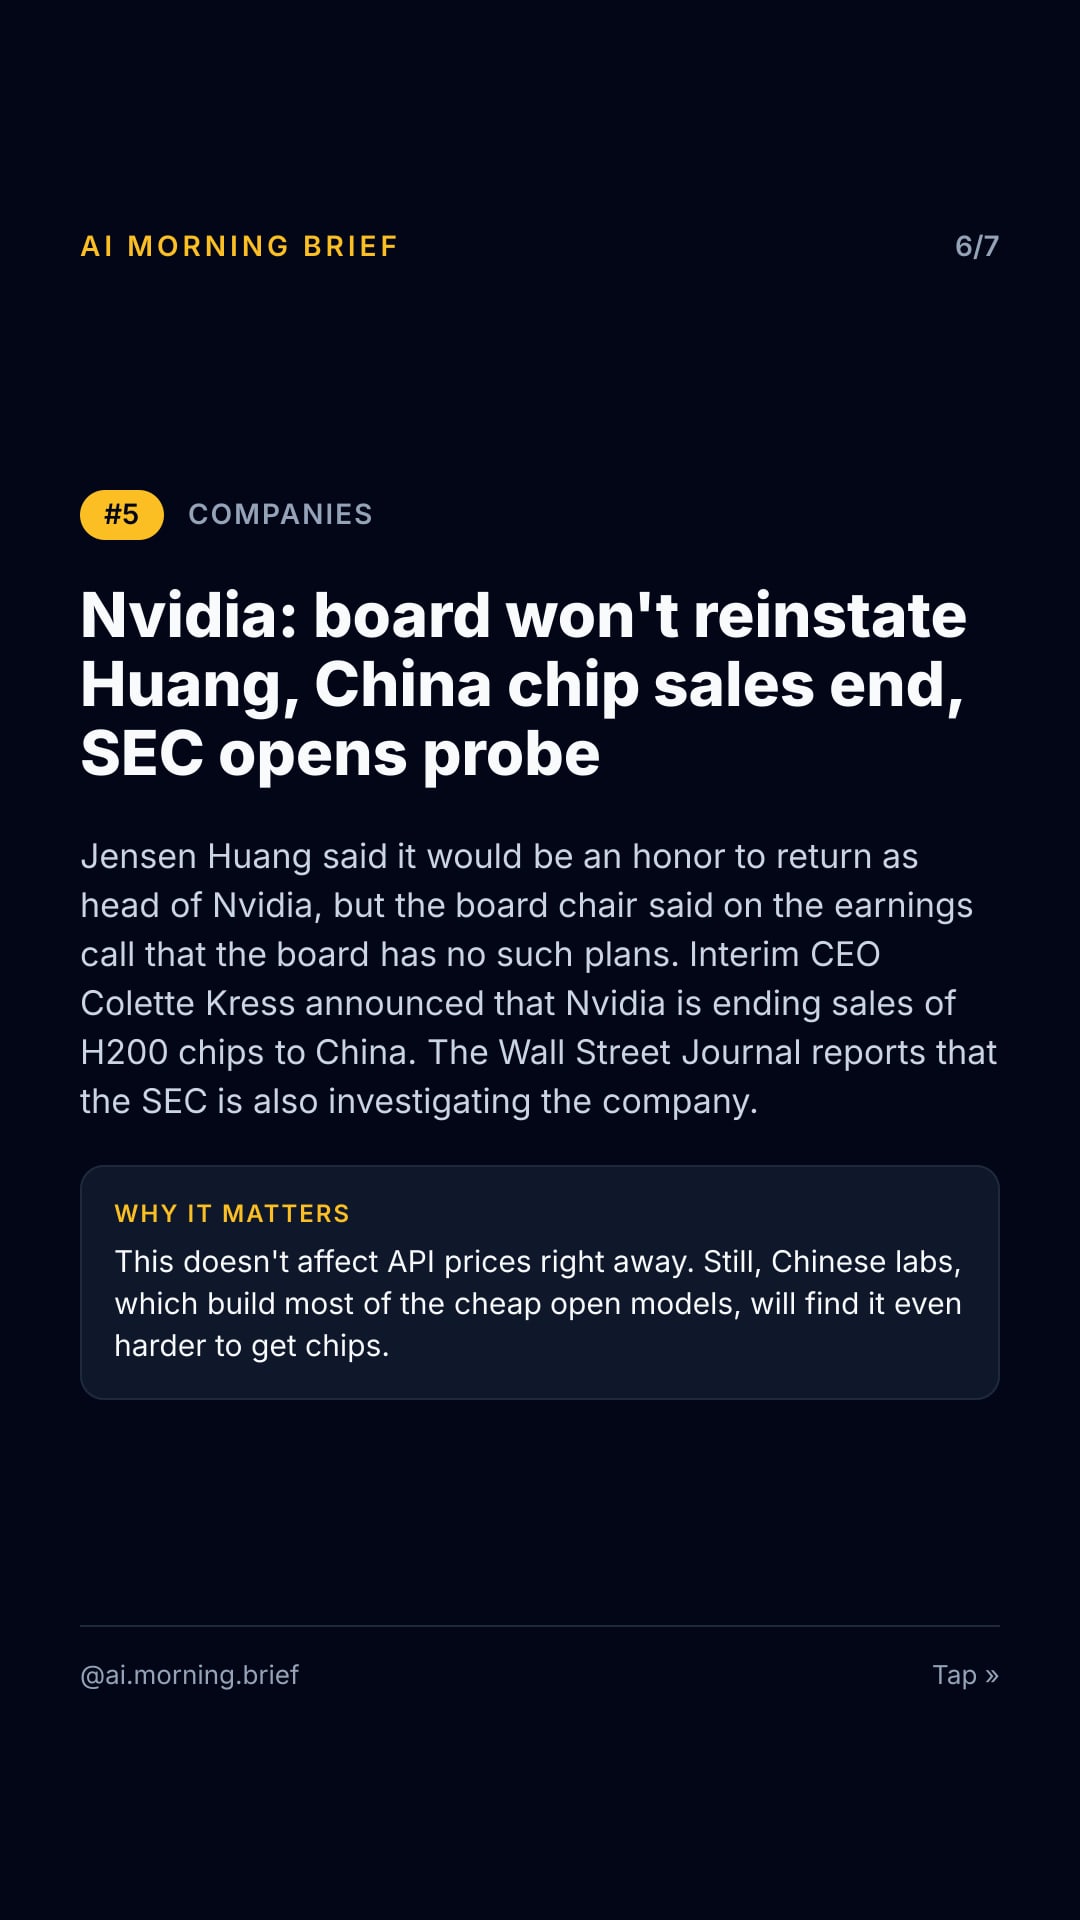 AI MORNING BRIEF
6/7
#5
COMPANIES
Nvidia: board won't reinstate
Huang, China chip sales end,
SEC opens probe
Jensen Huang said it would be an honor to return as
head of Nvidia, but the board chair said on the earnings
call that the board has no such plans. Interim CEO
Colette Kress announced that Nvidia is ending sales of
H200 chips to China. The Wall Street Journal reports that
the SEC is also investigating the company.
WHY IT MATTERS
This doesn't affect API prices right away. Still, Chinese labs,
which build most of the cheap open models, will find it even
harder to get chips.
@ai.morning.brief
Tap »